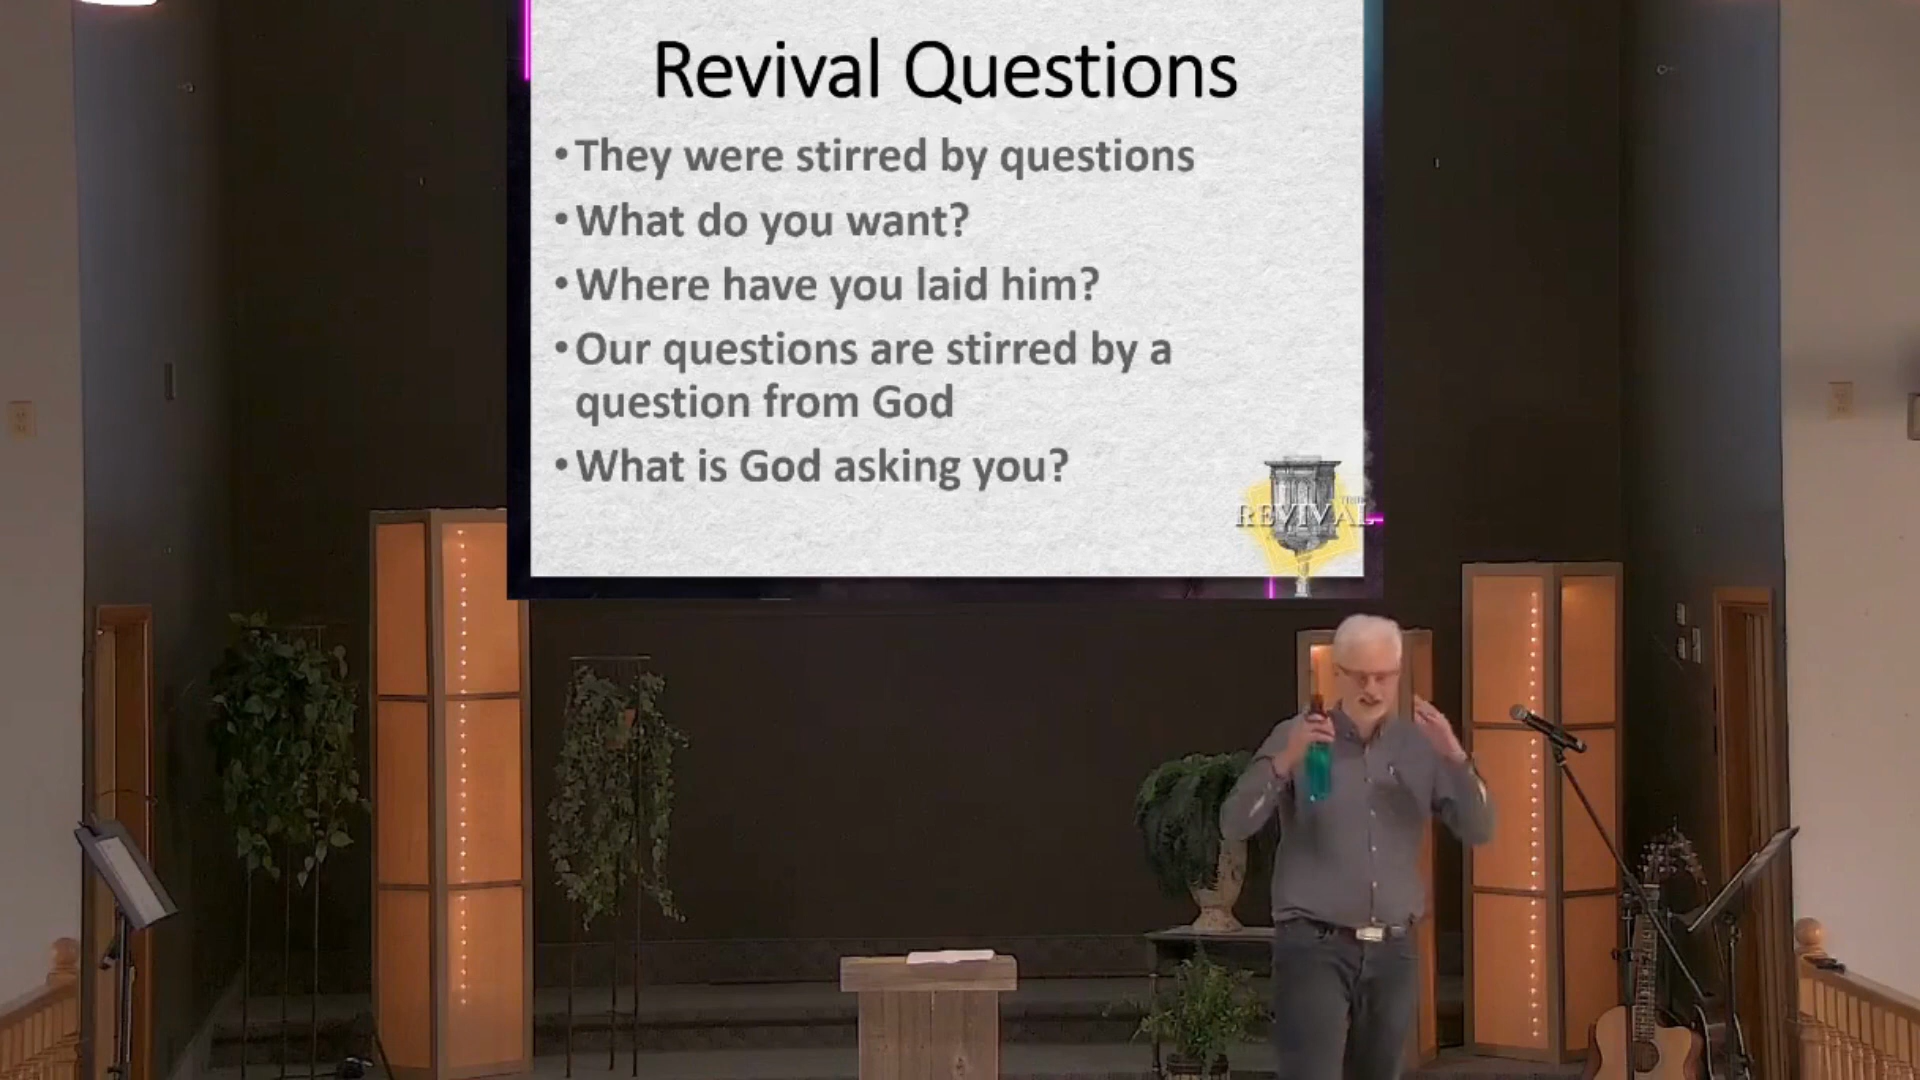 Revival Questions
•They were stirred by questions
•What do you want?
•Where have you laid him?
•Our questions are stirred by a
question from God
•What is God asking you?
REVIVAL